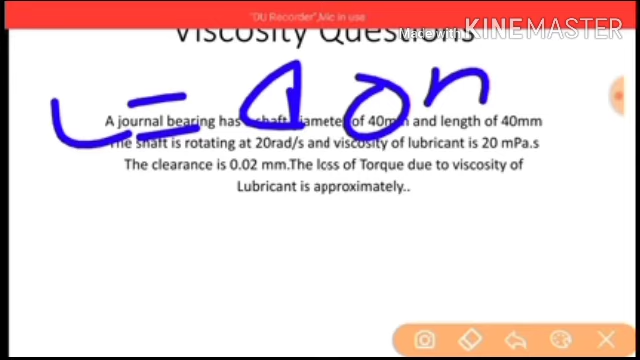 "DU Recorder",Mic in use
Made with KINEMASTER
Viscosity Questions
L = 40m
A journal bearing has shaft diameter of 40mm and length of 40mm
The shaft is rotating at 20rad/s and viscosity of lubricant is 20 mPa.s
The clearance is 0.02 mm.The loss of Torque due to viscosity of
Lubricant is approximately..